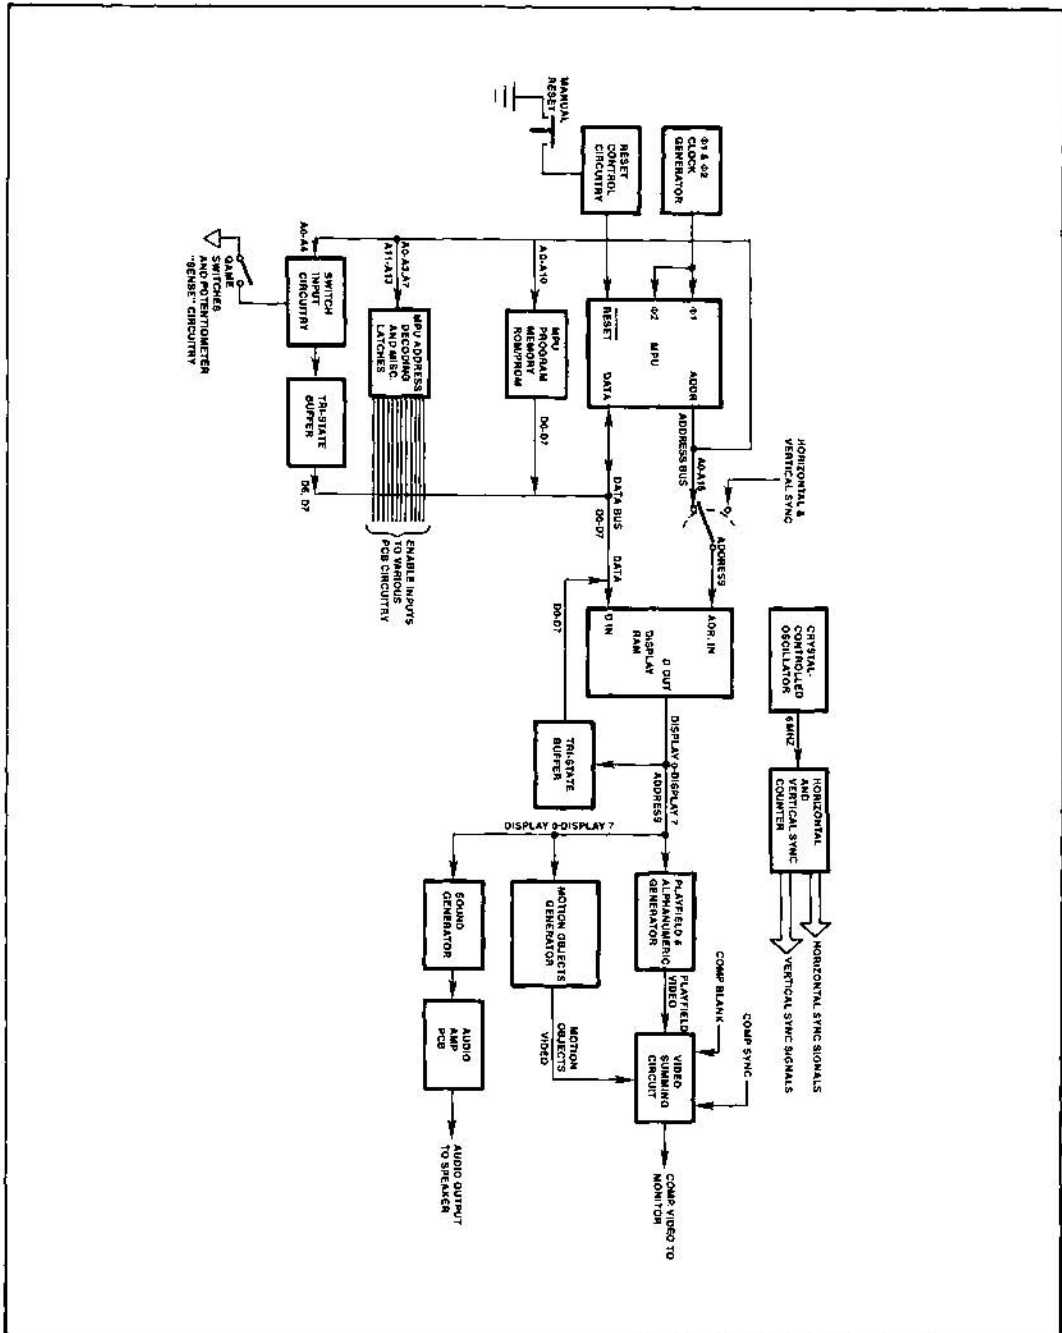 Φ1 & Φ2
CLOCK
GENERATOR
MANUAL
RESET
RESET
CONTROL
CIRCUITRY
Φ1
Φ2
RESET
MPU
ADDR
DATA
ADDRESS BUS
A0-A15
HORIZONTAL &
VERTICAL SYNC
ADDRESS
ADR. IN
DISPLAY
RAM
D IN
D OUT
CRYSTAL-
CONTROLLED
OSCILLATOR
6 MHZ
HORIZONTAL
AND
VERTICAL SYNC
COUNTER
HORIZONTAL SYNC SIGNALS
VERTICAL SYNC SIGNALS
DATA BUS
D0-D7
DATA
D0-D7
TRI-STATE
BUFFER
DISPLAY 0-DISPLAY 7
ADDRESS
DISPLAY 0-DISPLAY 7
PLAYFIELD &
ALPHANUMERIC
GENERATOR
PLAYFIELD
VIDEO
COMP BLANK
COMP SYNC
VIDEO
SUMMING
CIRCUIT
COMP. VIDEO TO
MONITOR
MOTION OBJECTS
GENERATOR
MOTION
OBJECTS
VIDEO
SOUND
GENERATOR
AUDIO
AMP
PCB
AUDIO OUTPUT
TO SPEAKER
A0-A10
MPU
PROGRAM
MEMORY
ROM/PROM
D0-D7
A0-A3, A7
A11-A13
MPU ADDRESS
DECODING
AND MISC.
LATCHES
ENABLE INPUTS
TO VARIOUS
PCB CIRCUITRY
A0-A4
SWITCH
INPUT
CIRCUITRY
TRI-STATE
BUFFER
D6, D7
GAME
SWITCHES
AND POTENTIOMETER
"SENSE" CIRCUITRY